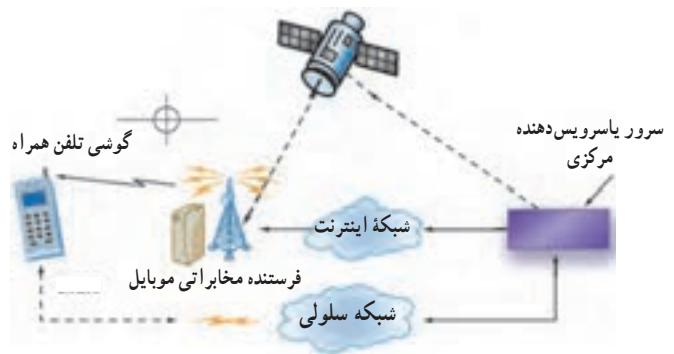 سرور یاسرویس‌دهنده
مرکزی
گوشی تلفن همراه
شبکهٔ اینترنت
فرستنده مخابراتی موبایل
شبکه سلولی